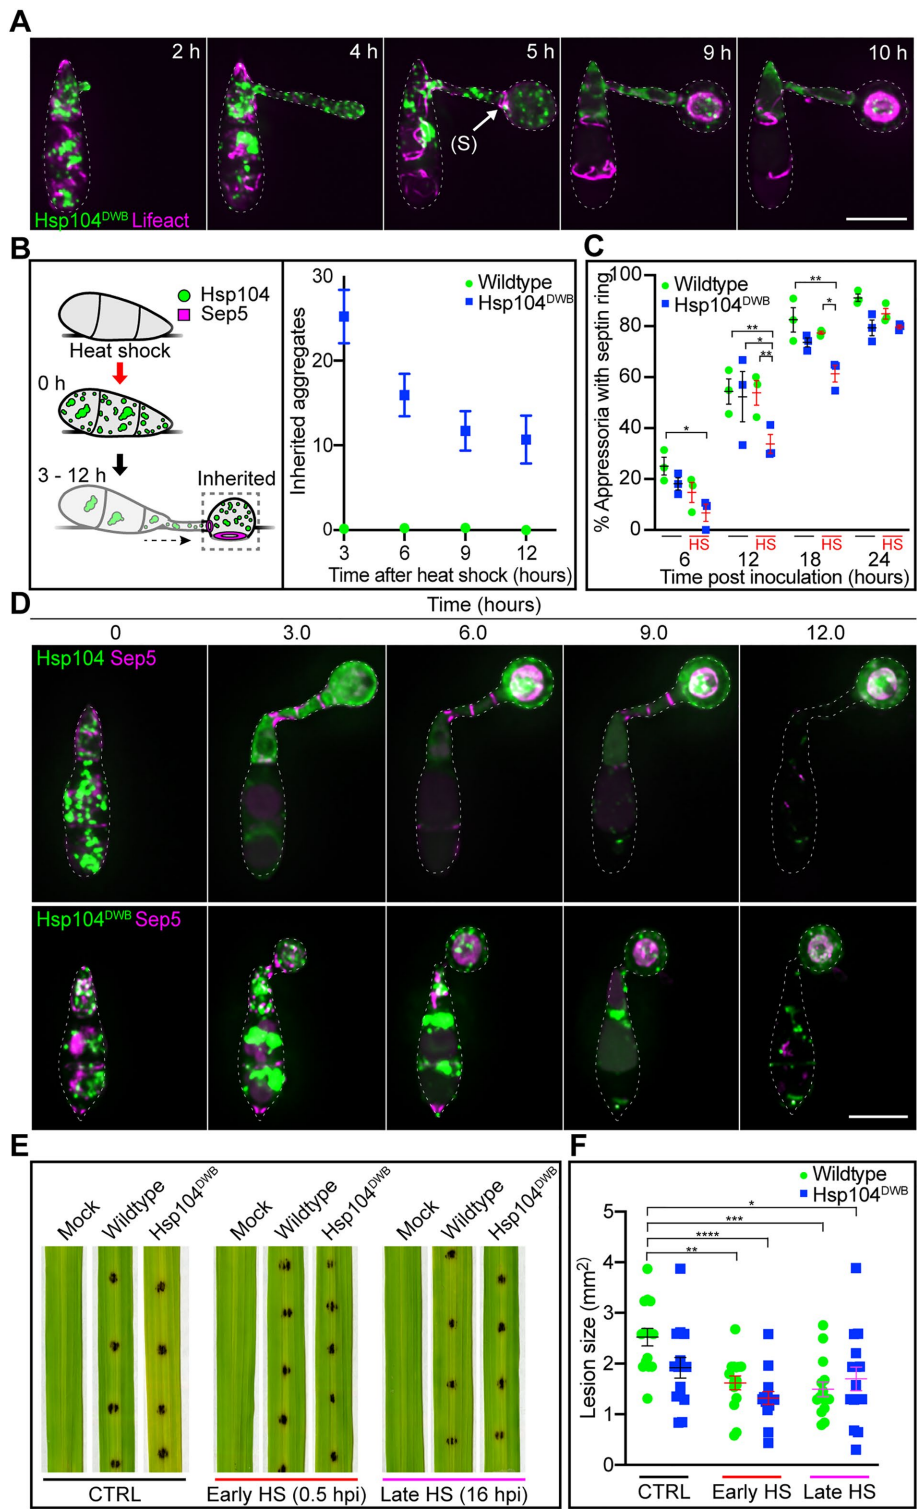 A
2 h 4 h 5 h 9 h 10 h
(S)
Hsp104DWB Lifeact
B
Hsp104
Sep5
Heat shock
0 h
3 - 12 h
Inherited
Inherited aggregates
30
20
10
0
3 6 9 12
Time after heat shock (hours)
Wildtype
Hsp104DWB
C
% Appressoria with septin ring
100
80
60
40
20
0
Wildtype
Hsp104DWB
*
**
*
**
**
*
HS HS HS HS
6 12 18 24
Time post inoculation (hours)
D
Time (hours)
0 3.0 6.0 9.0 12.0
Hsp104 Sep5
Hsp104DWB Sep5
E
Mock Wildtype Hsp104DWB Mock Wildtype Hsp104DWB Mock Wildtype Hsp104DWB
CTRL Early HS (0.5 hpi) Late HS (16 hpi)
F
Wildtype
Hsp104DWB
Lesion size (mm2)
5
4
3
2
1
0
*
***
****
**
CTRL Early HS Late HS